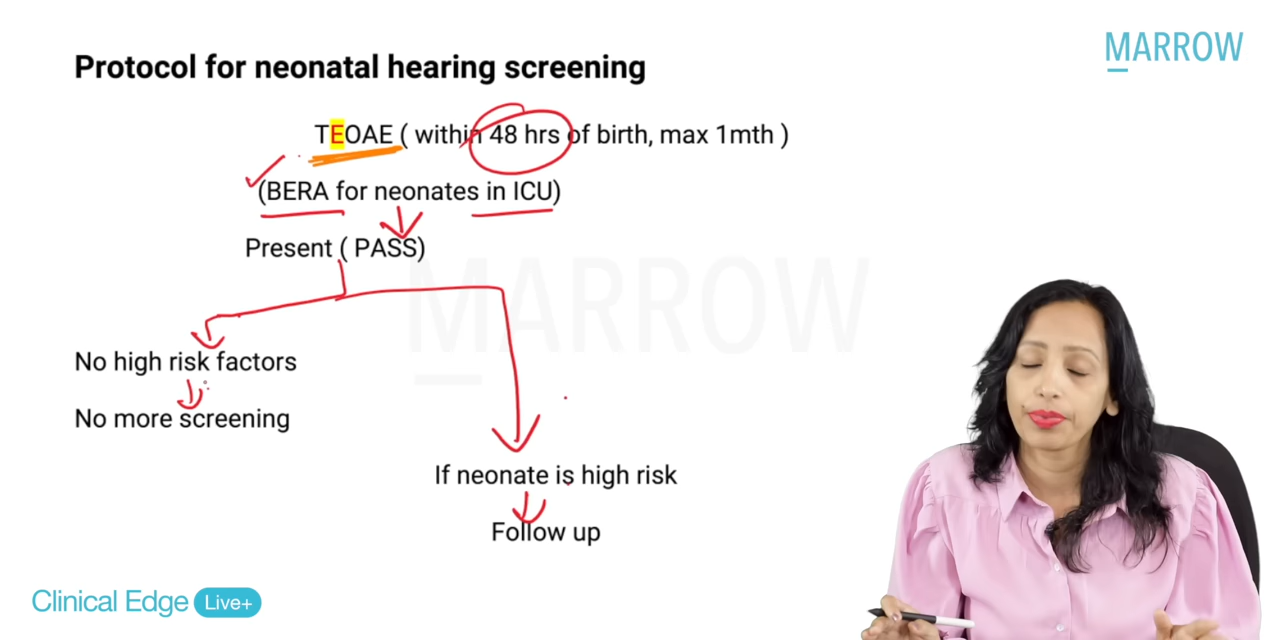 MARROW
Protocol for neonatal hearing screening
TEOAE ( within 48 hrs of birth, max 1mth )
(BERA for neonates in ICU)
Present ( PASS)
MARROW
No high risk factors
No more screening
If neonate is high risk
Follow up
Clinical Edge Live+